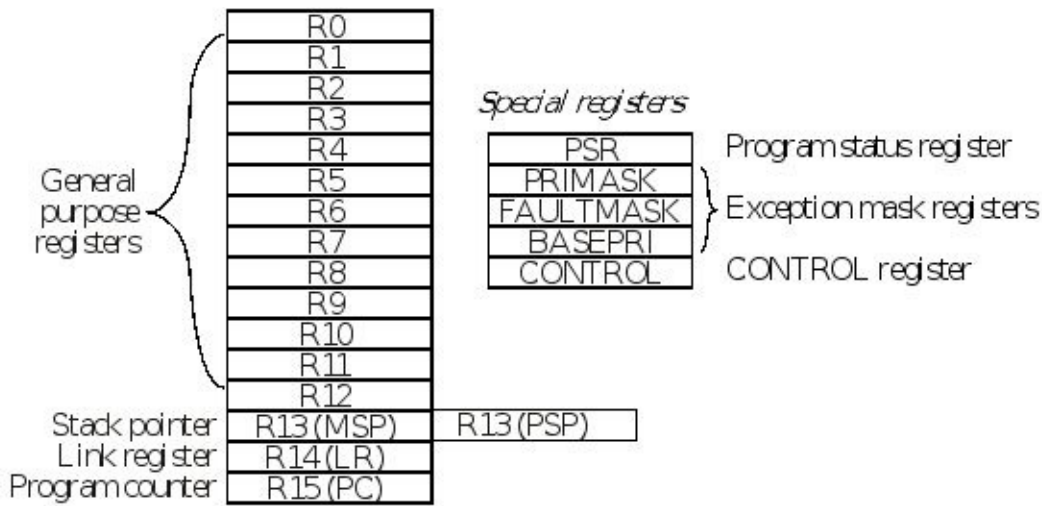 R0
R1
R2
R3
R4
R5
R6
R7
R8
R9
R10
R11
R12
R13(MSP)
R13(PSP)
R14(LR)
R15(PC)
General
purpose
registers
Stack pointer
Link register
Program counter
Special registers
PSR
PRIMASK
FAULTMASK
BASEPRI
CONTROL
Program status register
Exception mask registers
CONTROL register